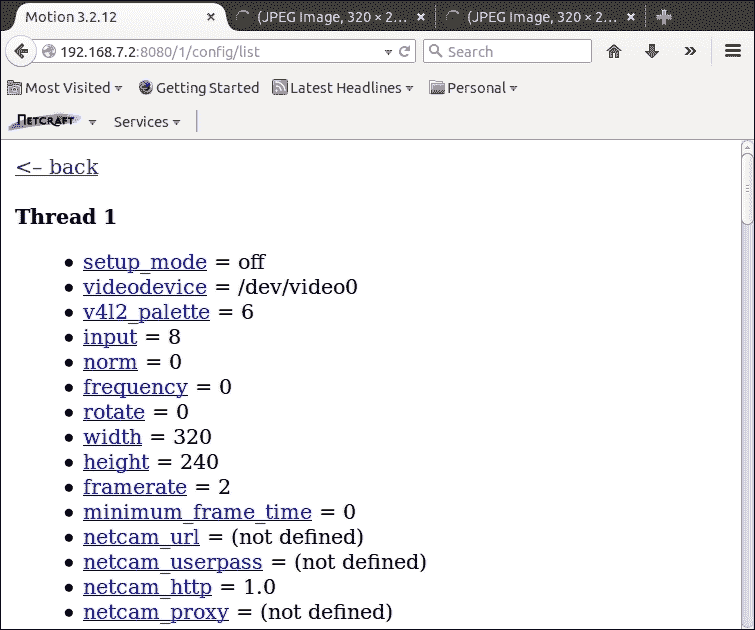 Motion 3.2.12 × (JPEG Image, 320 × 2... × (JPEG Image, 320 × 2... ×
192.168.7.2:8080/1/config/list Search
Most Visited Getting Started Latest Headlines Personal
NETCRAFT Services
<– back
Thread 1
• setup_mode = off
• videodevice = /dev/video0
• v4l2_palette = 6
• input = 8
• norm = 0
• frequency = 0
• rotate = 0
• width = 320
• height = 240
• framerate = 2
• minimum_frame_time = 0
• netcam_url = (not defined)
• netcam_userpass = (not defined)
• netcam_http = 1.0
• netcam_proxy = (not defined)